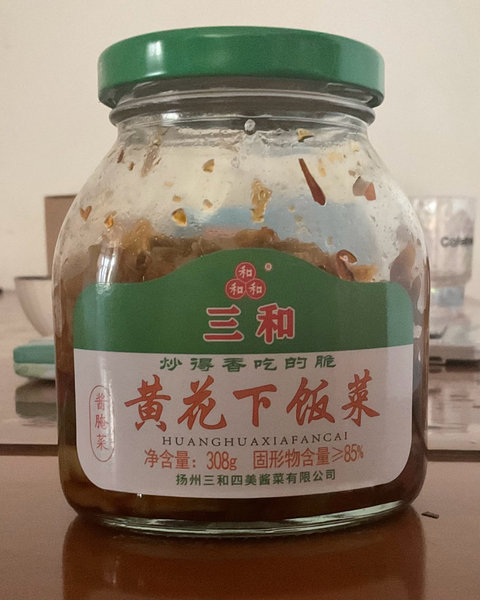 和
和和®
三和
炒得香吃的脆
酱腌菜
黄花下饭菜
HUANGHUAXIAFANCAI
净含量：308g 固形物含量≥85%
扬州三和四美酱菜有限公司